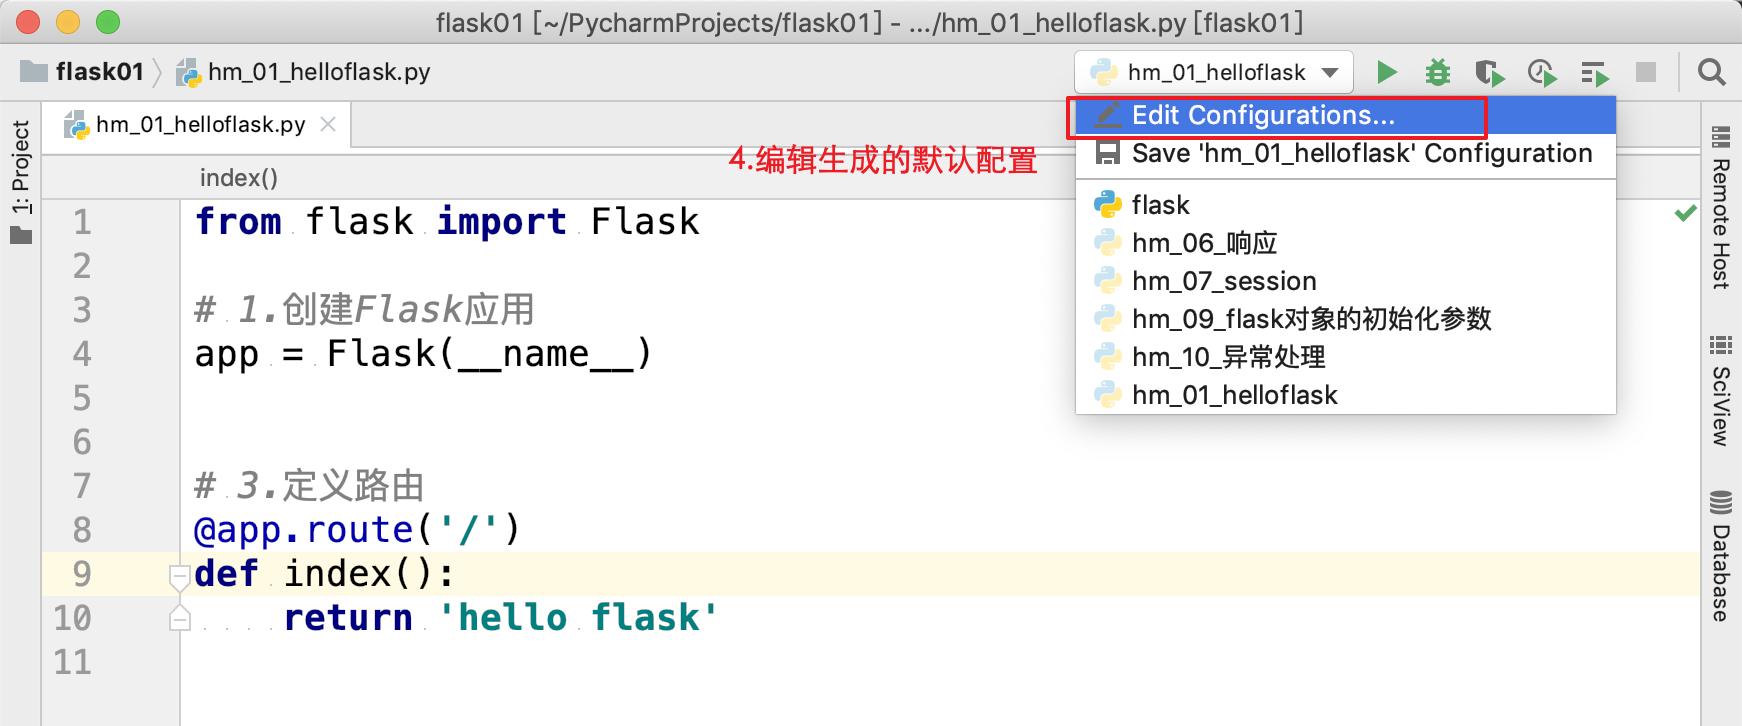 flask01 [~/PycharmProjects/flask01] - .../hm_01_helloflask.py [flask01]
flask01
hm_01_helloflask.py
hm_01_helloflask
hm_01_helloflask.py
Edit Configurations...
4.编辑生成的默认配置
Save 'hm_01_helloflask' Configuration
index()
flask
hm_06_响应
hm_07_session
hm_09_flask对象的初始化参数
hm_10_异常处理
hm_01_helloflask
1: Project
1 from flask import Flask
2
3 # 1.创建Flask应用
4 app = Flask(__name__)
5
6
7 # 3.定义路由
8 @app.route('/')
9 def index():
10 return 'hello flask'
11
Remote Host
SciView
Database